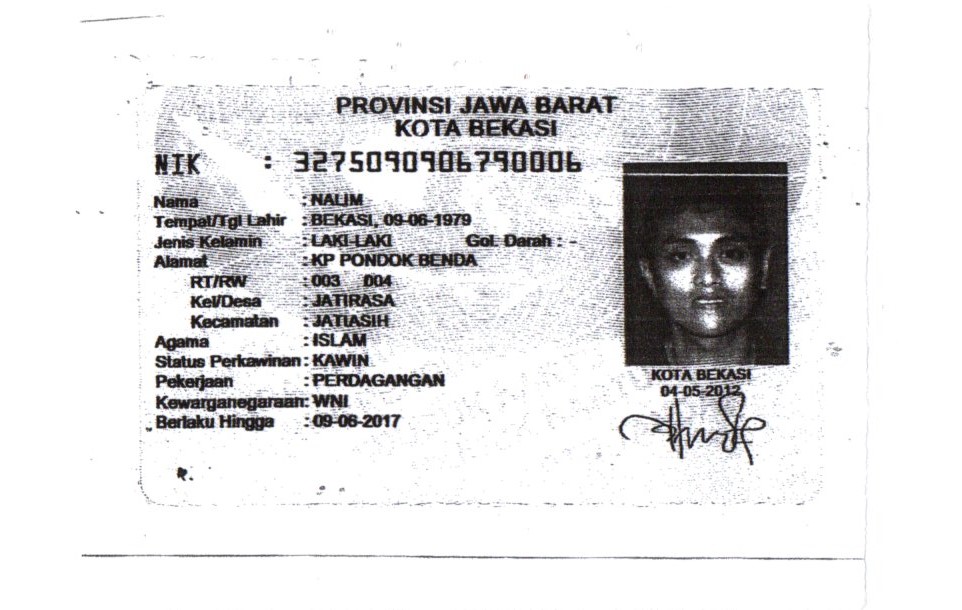 PROVINSI JAWA BARAT
KOTA BEKASI
NIK : 3275090906790006
Nama : NALIM
Tempat/Tgl Lahir : BEKASI, 09-06-1979
Jenis Kelamin : LAKI-LAKI Gol. Darah : -
Alamat : KP PONDOK BENDA
RT/RW : 003 004
Kel/Desa : JATIRASA
Kecamatan : JATIASIH
Agama : ISLAM
Status Perkawinan : KAWIN
Pekerjaan : PERDAGANGAN
Kewarganegaraan: WNI
Berlaku Hingga : 09-06-2017
KOTA BEKASI
04-05-2012